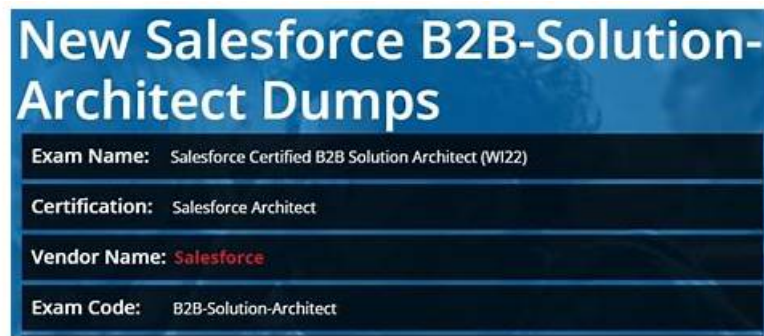 New Salesforce B2B-Solution-
Architect Dumps
Exam Name: Salesforce Certified B2B Solution Architect (WI22)
Certification: Salesforce Architect
Vendor Name: Salesforce
Exam Code: B2B-Solution-Architect